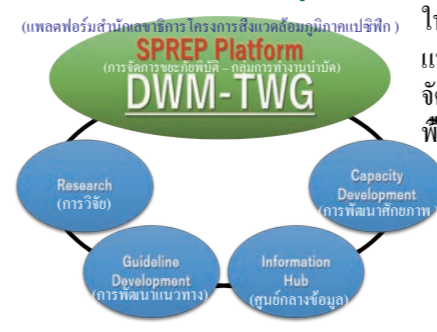 (แพลตฟอร์มสำนักเลขาธิการโครงการสิ่งแวดล้อมภูมิภาคแปซิฟิก)
SPREP Platform
(การจัดการขยะภัยพิบัติ – กลุ่มการทำงานบำบัด)
DWM-TWG
Research
(การวิจัย)
Guideline
Development
(การพัฒนาแนวทาง)
Information
Hub
(ศูนย์กลางข้อมูล)
Capacity
Development
(การพัฒนาศักยภาพ)
ใน
แ
จั
พื